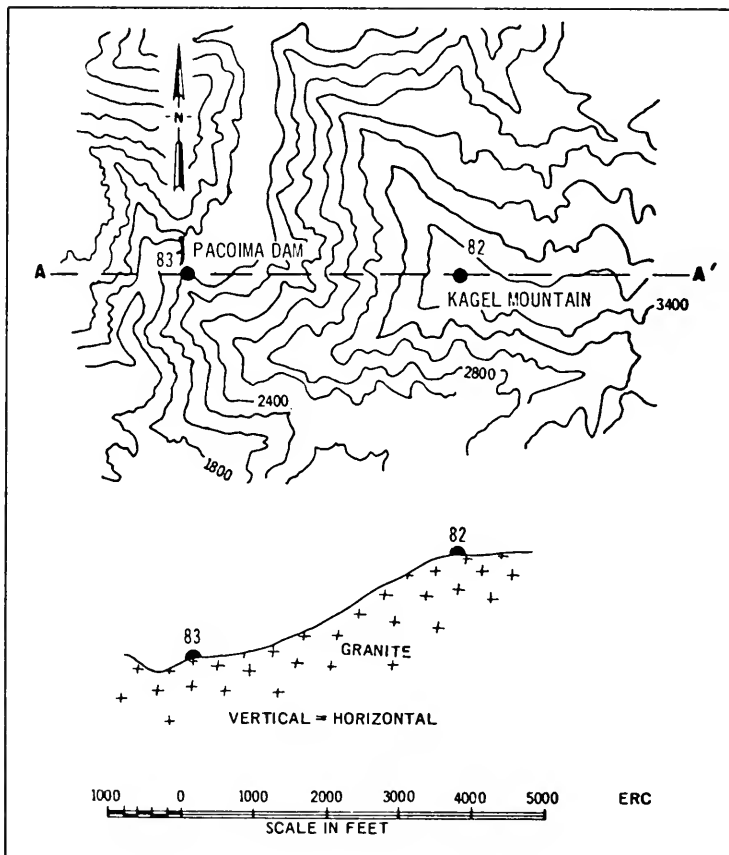 N
PACOIMA DAM
83
82
A
A'
KAGEL MOUNTAIN
3400
2800
2400
1800
82
83
GRANITE
VERTICAL = HORIZONTAL
1000 0 1000 2000 3000 4000 5000 ERC
SCALE IN FEET